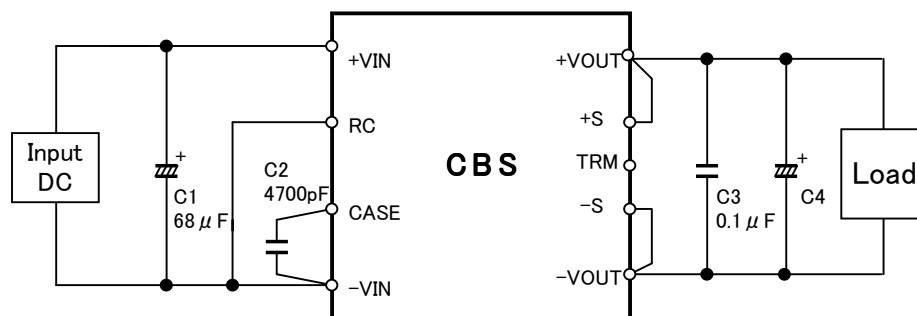 +VIN
RC
CASE
-VIN
Input
DC
+
C1
68μF
C2
4700pF
CBS
+VOUT
+S
TRM
-S
-VOUT
C3
0.1μF
+
C4
Load